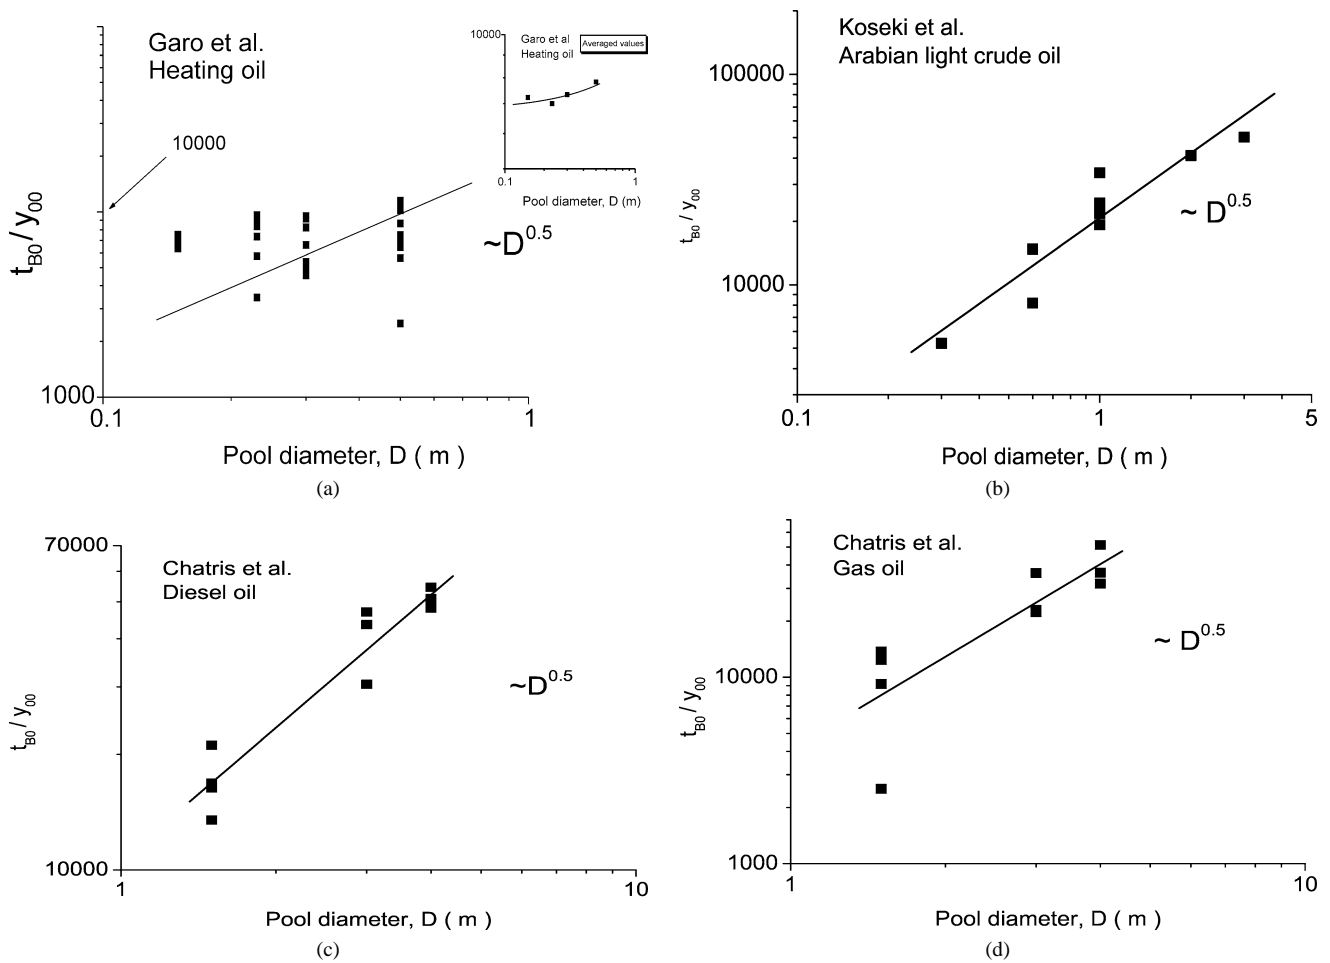 Garo et al.
Heating oil
10000
t_B0 / y_00
1000
0.1
1
Pool diameter, D ( m )
~D^0.5
10000
Garo et al
Heating oil
Averaged values
0.1
1
Pool diameter, D (m)
(a)
Koseki et al.
Arabian light crude oil
100000
t_B0 / y_00
10000
~ D^0.5
0.1
1
5
Pool diameter, D ( m )
(b)
70000
Chatris et al.
Diesel oil
t_B0 / y_00
~D^0.5
10000
1
10
Pool diameter, D ( m )
(c)
Chatris et al.
Gas oil
10000
t_B0 / y_00
~ D^0.5
1000
1
10
Pool diameter, D ( m )
(d)